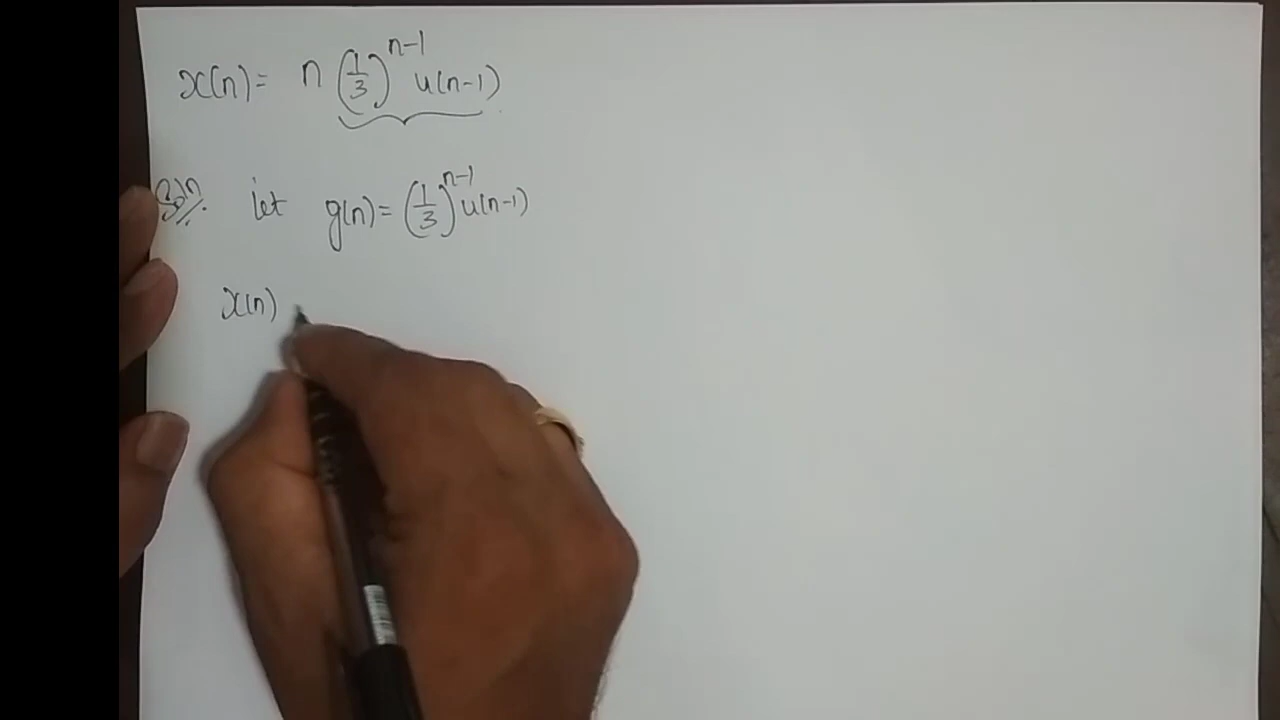 x(n) = n (1/3)^{n-1} u(n-1)
Soln let g(n) = (1/3)^{n-1} u(n-1)
x(n)